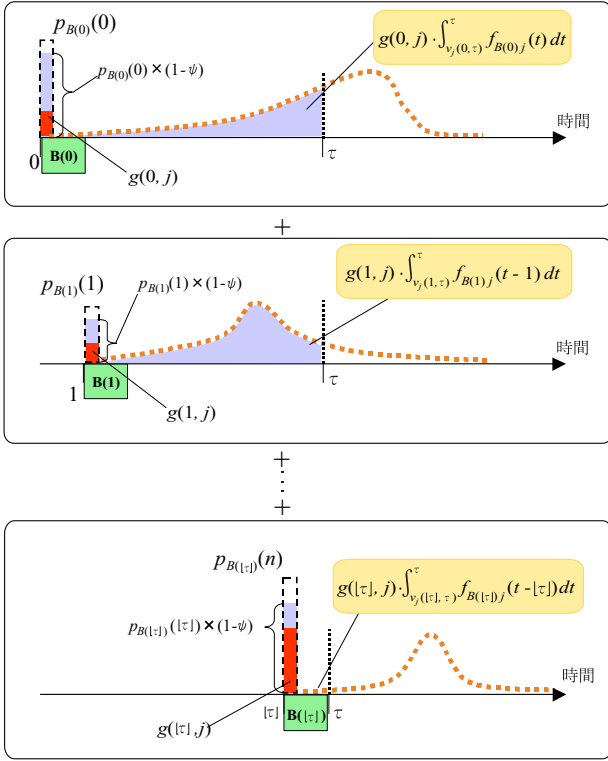 p_{B(0)}(0)
g(0, j)·∫_{v_j(0,τ)}^{τ} f_{B(0)j}(t) dt
p_{B(0)}(0)×(1-ψ)
時間
0
B(0)
τ
g(0, j)
+
p_{B(1)}(1)
p_{B(1)}(1)×(1-ψ)
g(1, j)·∫_{v_j(1,τ)}^{τ} f_{B(1)j}(t - 1) dt
時間
1
B(1)
τ
g(1, j)
+
+
p_{B(⌊τ⌋)}(n)
g(⌊τ⌋, j)·∫_{v_j(⌊τ⌋, τ)}^{τ} f_{B(⌊τ⌋)j}(t -⌊τ⌋)dt
p_{B(⌊τ⌋)}(⌊τ⌋)×(1-ψ)
時間
⌊τ⌋
B(⌊τ⌋)
τ
g(⌊τ⌋,j)